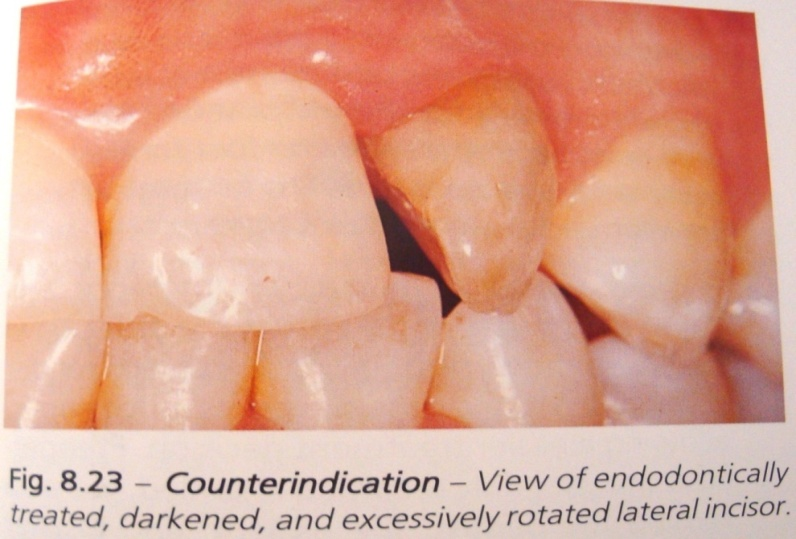 Fig. 8.23 – Counterindication – View of endodontically
treated, darkened, and excessively rotated lateral incisor.